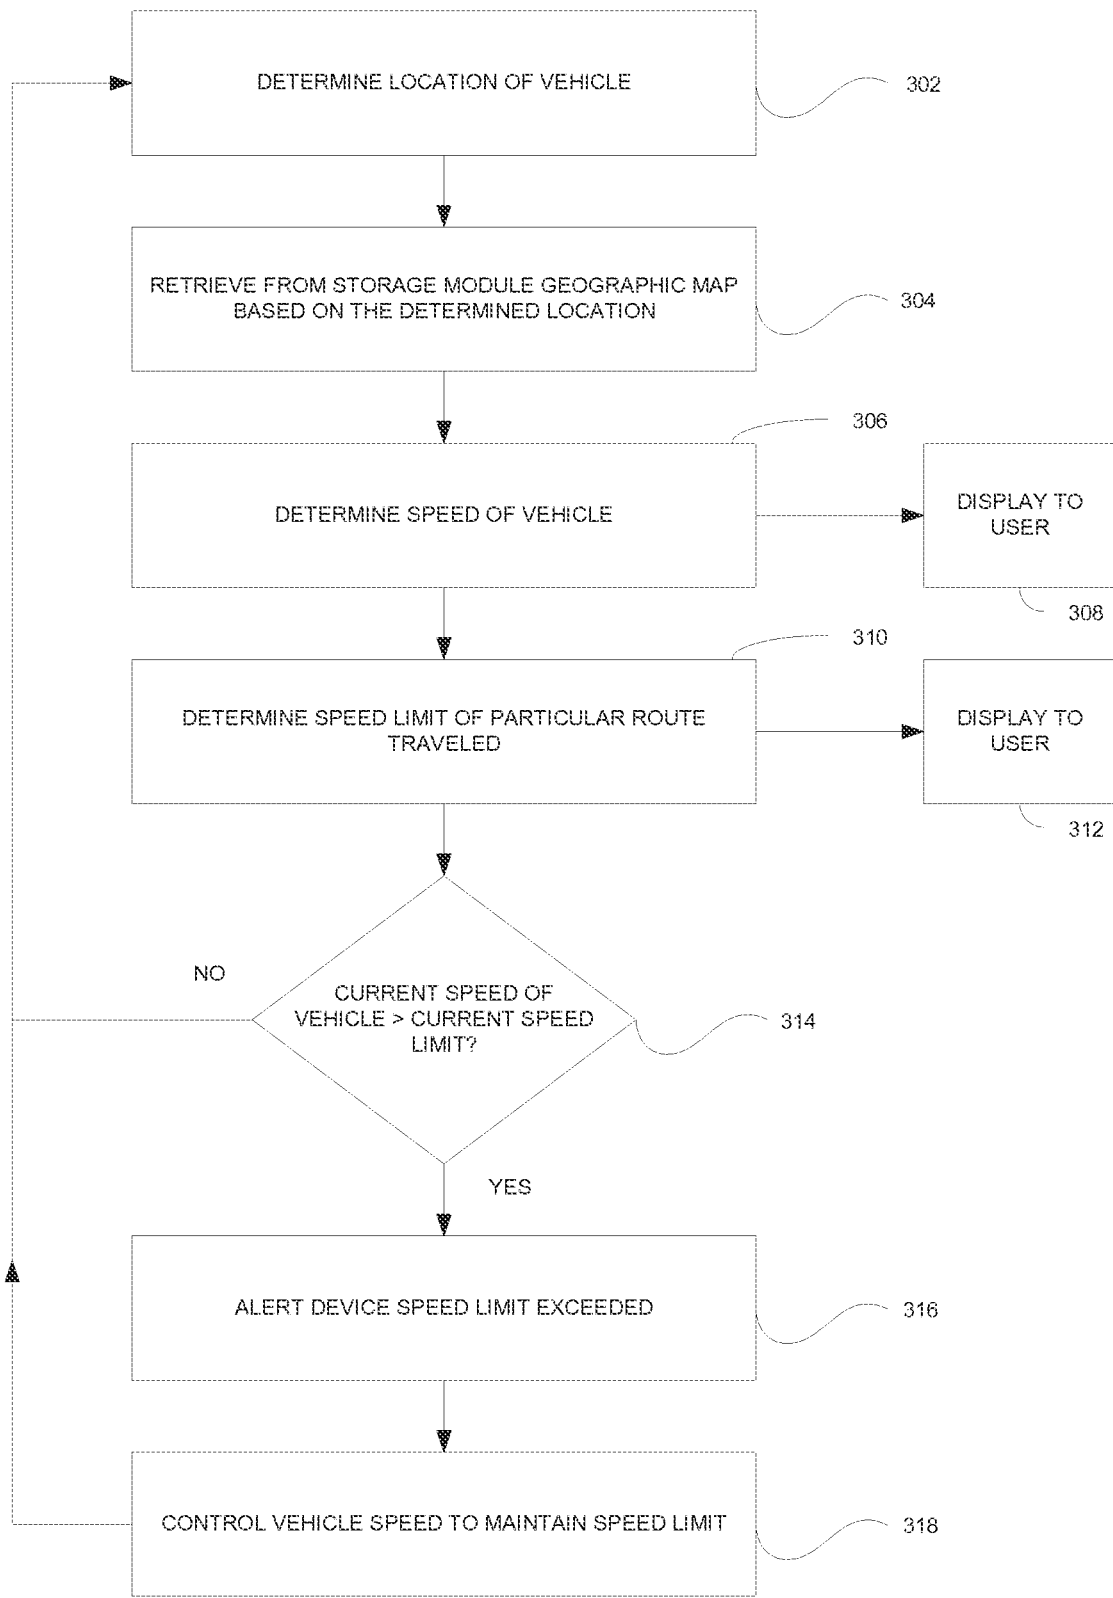 DETERMINE LOCATION OF VEHICLE
302
RETRIEVE FROM STORAGE MODULE GEOGRAPHIC MAP
BASED ON THE DETERMINED LOCATION
304
306
DETERMINE SPEED OF VEHICLE
DISPLAY TO
USER
308
310
DETERMINE SPEED LIMIT OF PARTICULAR ROUTE
TRAVELED
DISPLAY TO
USER
312
NO
CURRENT SPEED OF
VEHICLE > CURRENT SPEED
LIMIT?
314
YES
ALERT DEVICE SPEED LIMIT EXCEEDED
316
CONTROL VEHICLE SPEED TO MAINTAIN SPEED LIMIT
318